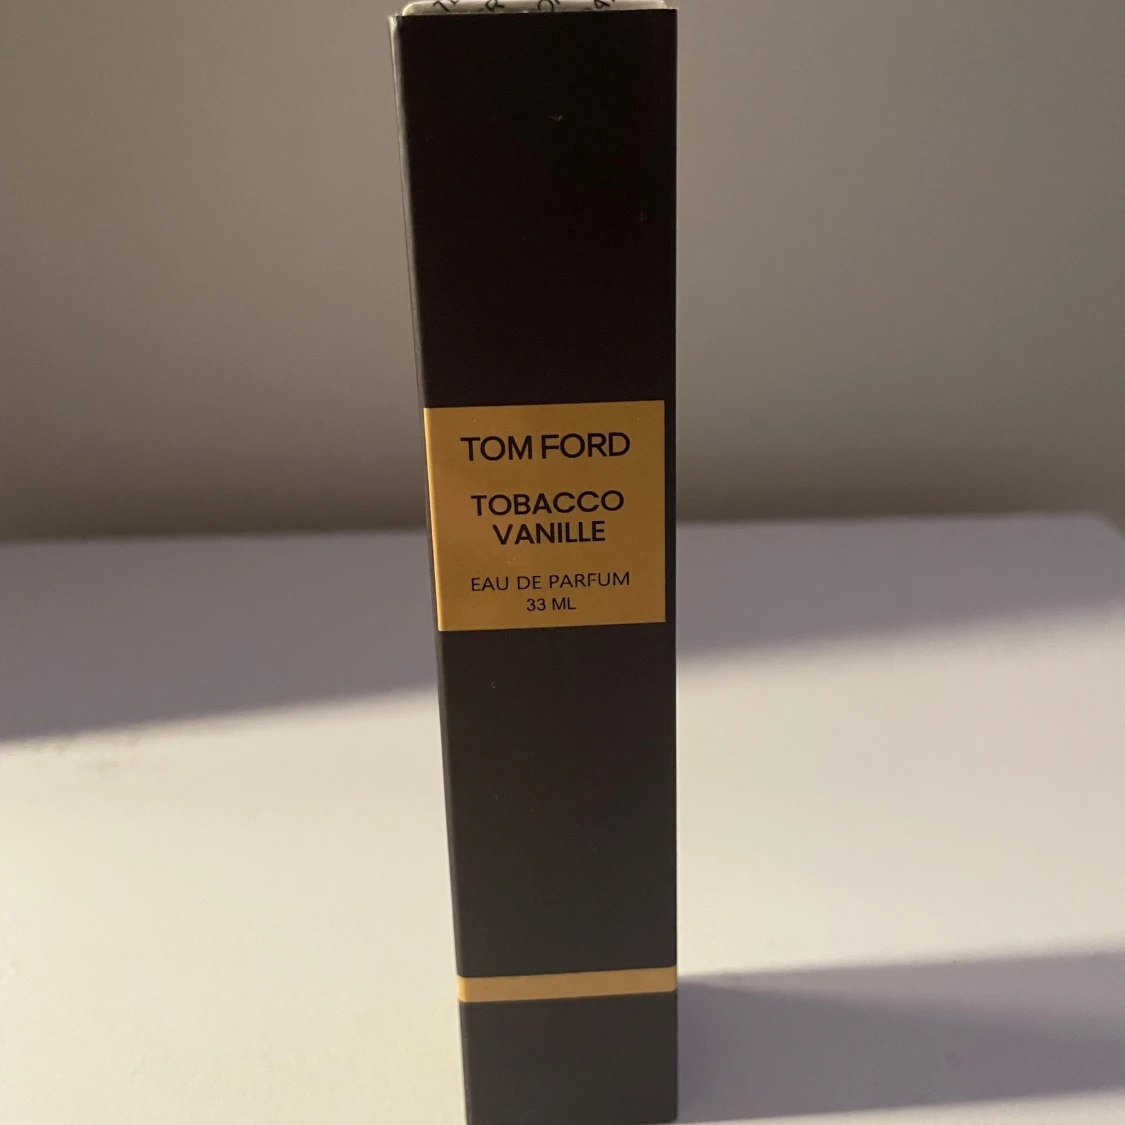 TOM FORD
TOBACCO
VANILLE
EAU DE PARFUM
33 ML